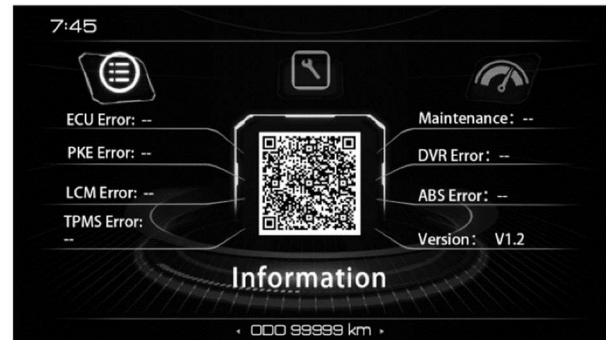 7:45
ECU Error: --
PKE Error: --
LCM Error: --
TPMS Error:
--
Maintenance: --
DVR Error: --
ABS Error: --
Version: V1.2
Information
ODO 99999 km